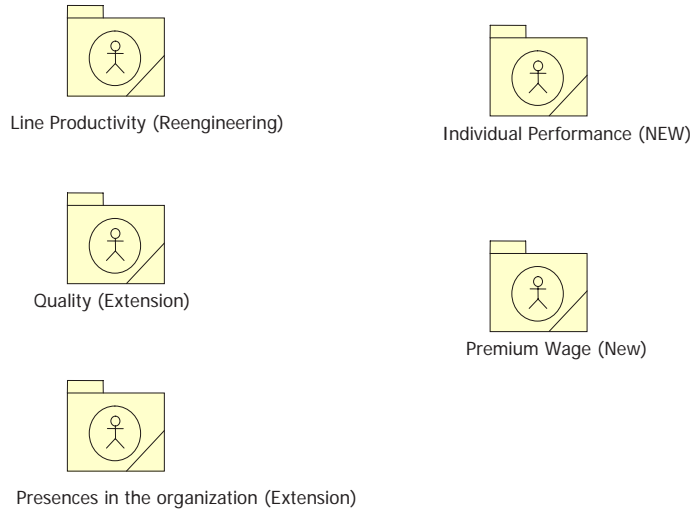 Line Productivity (Reengineering)
Individual Performance (NEW)
Quality (Extension)
Premium Wage (New)
Presences in the organization (Extension)